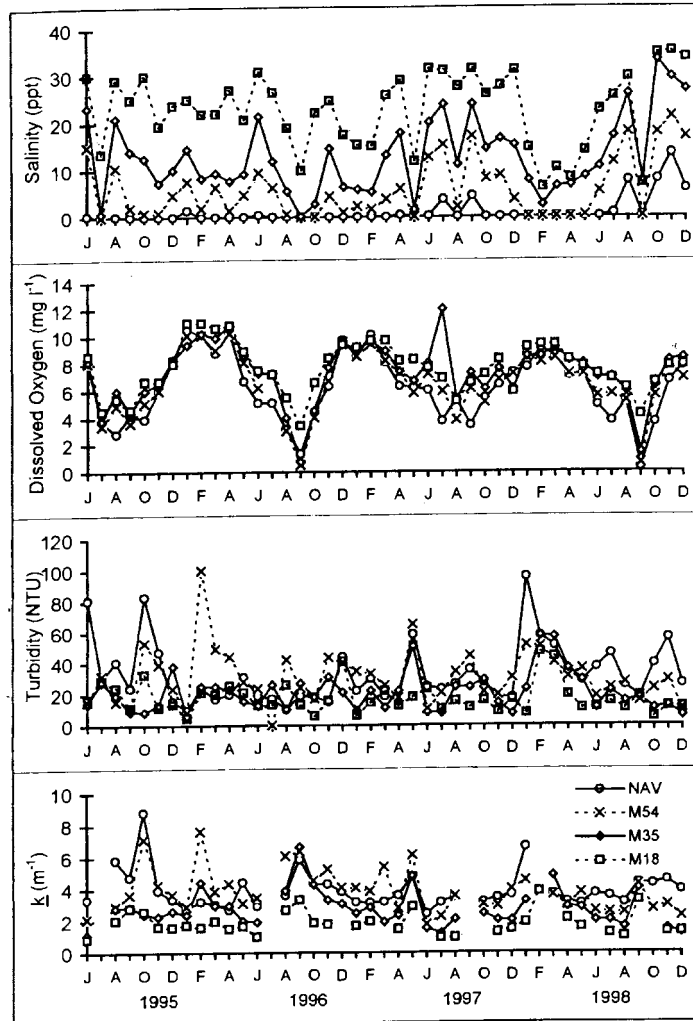 Salinity (ppt)
40
30
20
10
0
J A O D F A J A O D F A J A O D F A J A O D
Dissolved Oxygen (mg l⁻¹)
14
12
10
8
6
4
2
0
J A O D F A J A O D F A J A O D F A J A O D
Turbidity (NTU)
120
100
80
60
40
20
0
J A O D F A J A O D F A J A O D F A J A O D
k (m⁻¹)
10
8
6
4
2
0
NAV
M54
M35
M18
J A O D F A J A O D F A J A O D F A J A O D
1995 1996 1997 1998